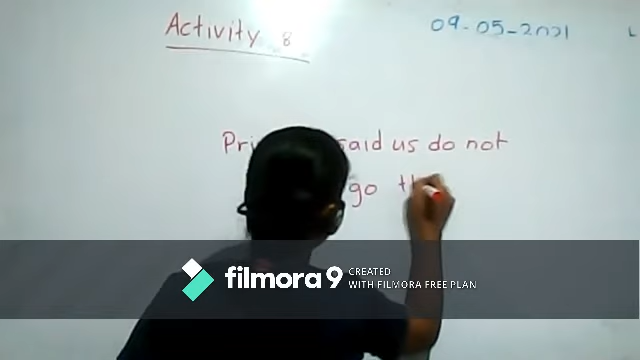 Activity 8
09-05-2021
said us do not
go
filmora 9 CREATED
WITH FILMORA FREE PLAN